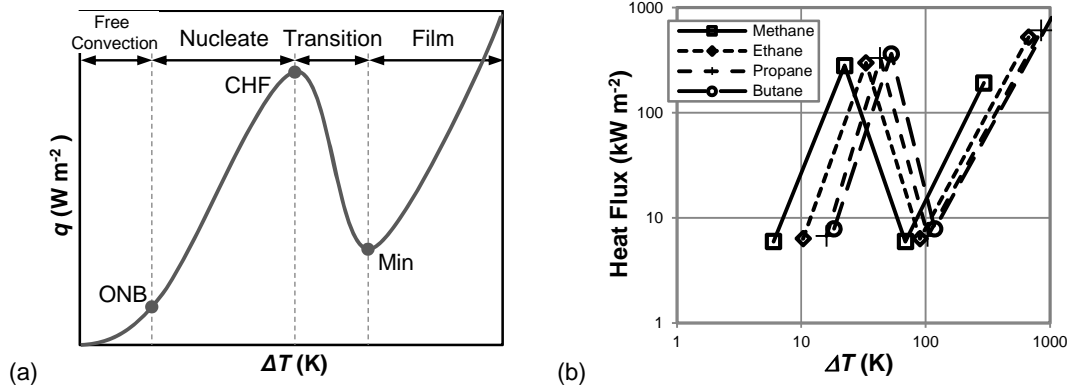 Free
Convection
Nucleate
Transition
Film
CHF
ONB
Min
q (W m⁻²)
ΔT (K)
(a)
1000
100
10
1
Heat Flux (kW m⁻²)
Methane
Ethane
Propane
Butane
1
10
100
1000
ΔT (K)
(b)